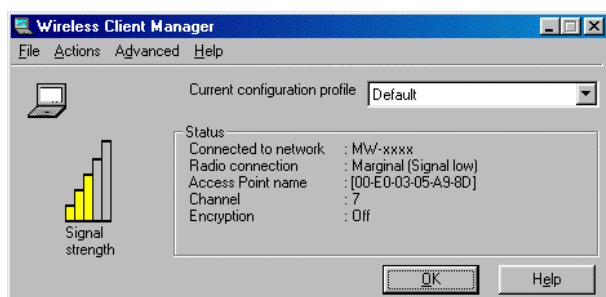 Wireless Client Manager
File Actions Advanced Help
Current configuration profile Default
Status
Connected to network : MW-xxxx
Radio connection : Marginal (Signal low)
Access Point name : [00-E0-03-05-A9-8D]
Channel : 7
Encryption : Off
Signal
strength
OK Help